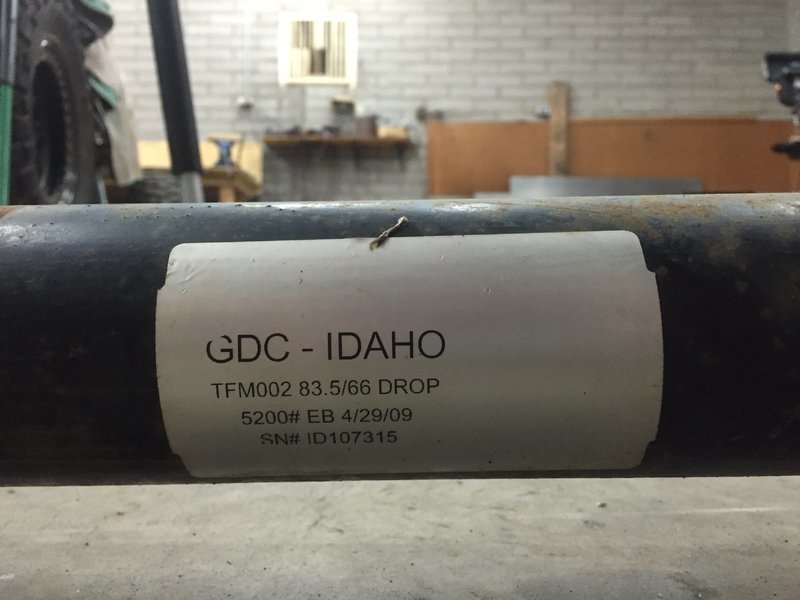 GDC - IDAHO
TFM002 83.5/66 DROP
5200# EB 4/29/09
SN# ID107315